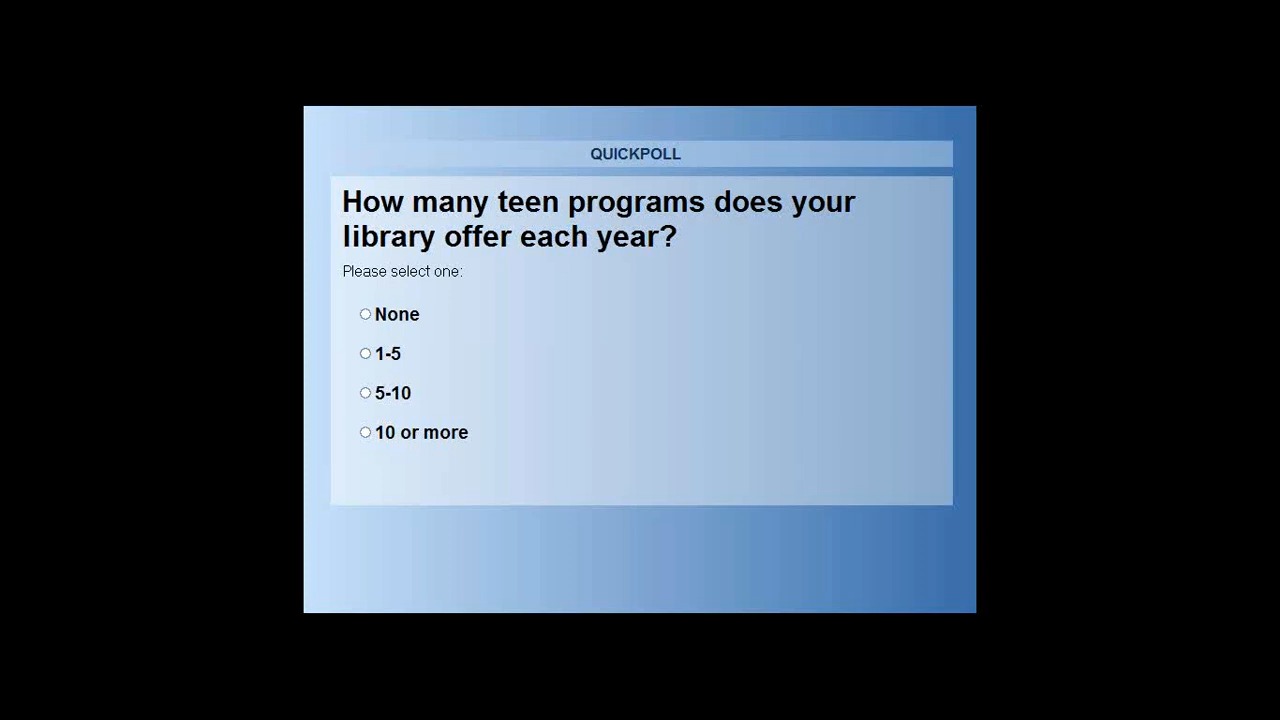 QUICKPOLL
How many teen programs does your
library offer each year?
Please select one:
None
1-5
5-10
10 or more